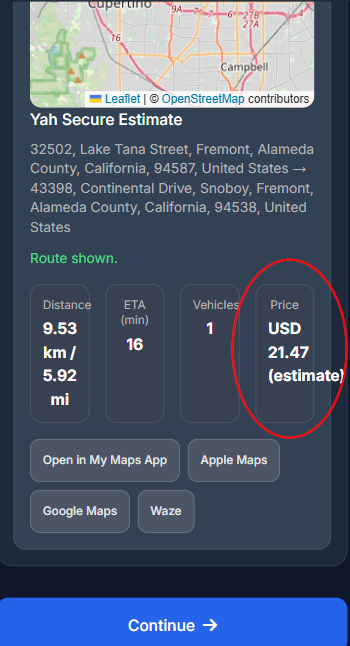 Cupertino
9A
7
6
27B
27A
16
Campbell
Leaflet | © OpenStreetMap contributors
Yah Secure Estimate
32502, Lake Tana Street, Fremont, Alameda
County, California, 94587, United States →
43398, Continental Drive, Snoboy, Fremont,
Alameda County, California, 94538, United
States
Route shown.
Distance
9.53
km /
5.92
mi
ETA
(min)
16
Vehicles
1
Price
USD
21.47
(estimate)
Open in My Maps App
Apple Maps
Google Maps
Waze
Continue →